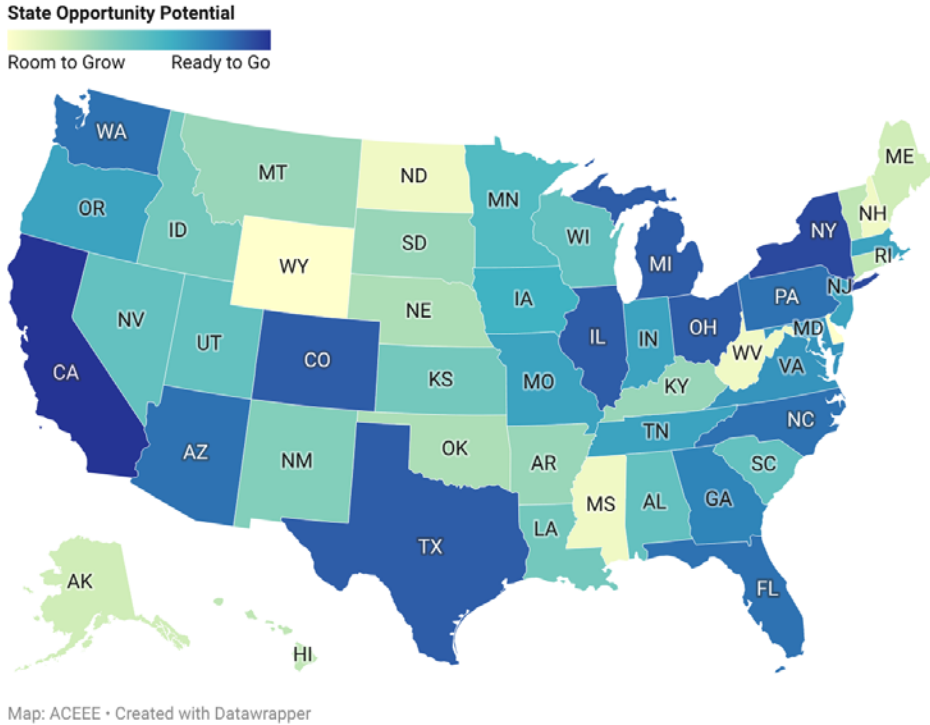 State Opportunity Potential
Room to Grow Ready to Go
WA
MT
ND
MN
ME
OR
ID
SD
WI
NH
NY
WY
MI
RI
NV
UT
NE
IA
PA
NJ
CA
CO
KS
MO
IL
IN
OH
MD
WV
VA
KY
AZ
NM
OK
AR
TN
NC
SC
TX
LA
MS
AL
GA
AK
FL
HI
Map: ACEEE • Created with Datawrapper